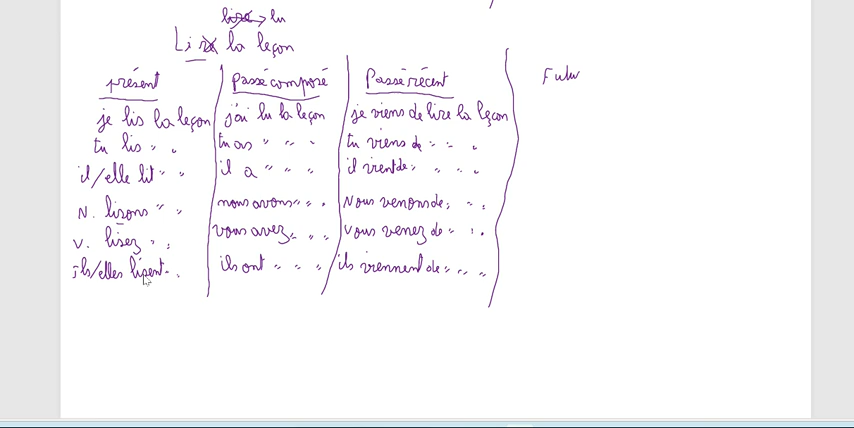 lire → lu
Lire la leçon
présent Passé composé Passé récent Futur
je lis la leçon j'ai lu la leçon je viens de lire la leçon
tu lis " " tu as " " " tu viens de " " "
il/elle lit " " il a " " " il vient de " " " "
N. lisons " " nous avons " " " Nous venons de " " "
v. lisez " " vous avez " " " vous venez de " " "
ils/elles lisent " " ils ont " " " ils viennent de " " "